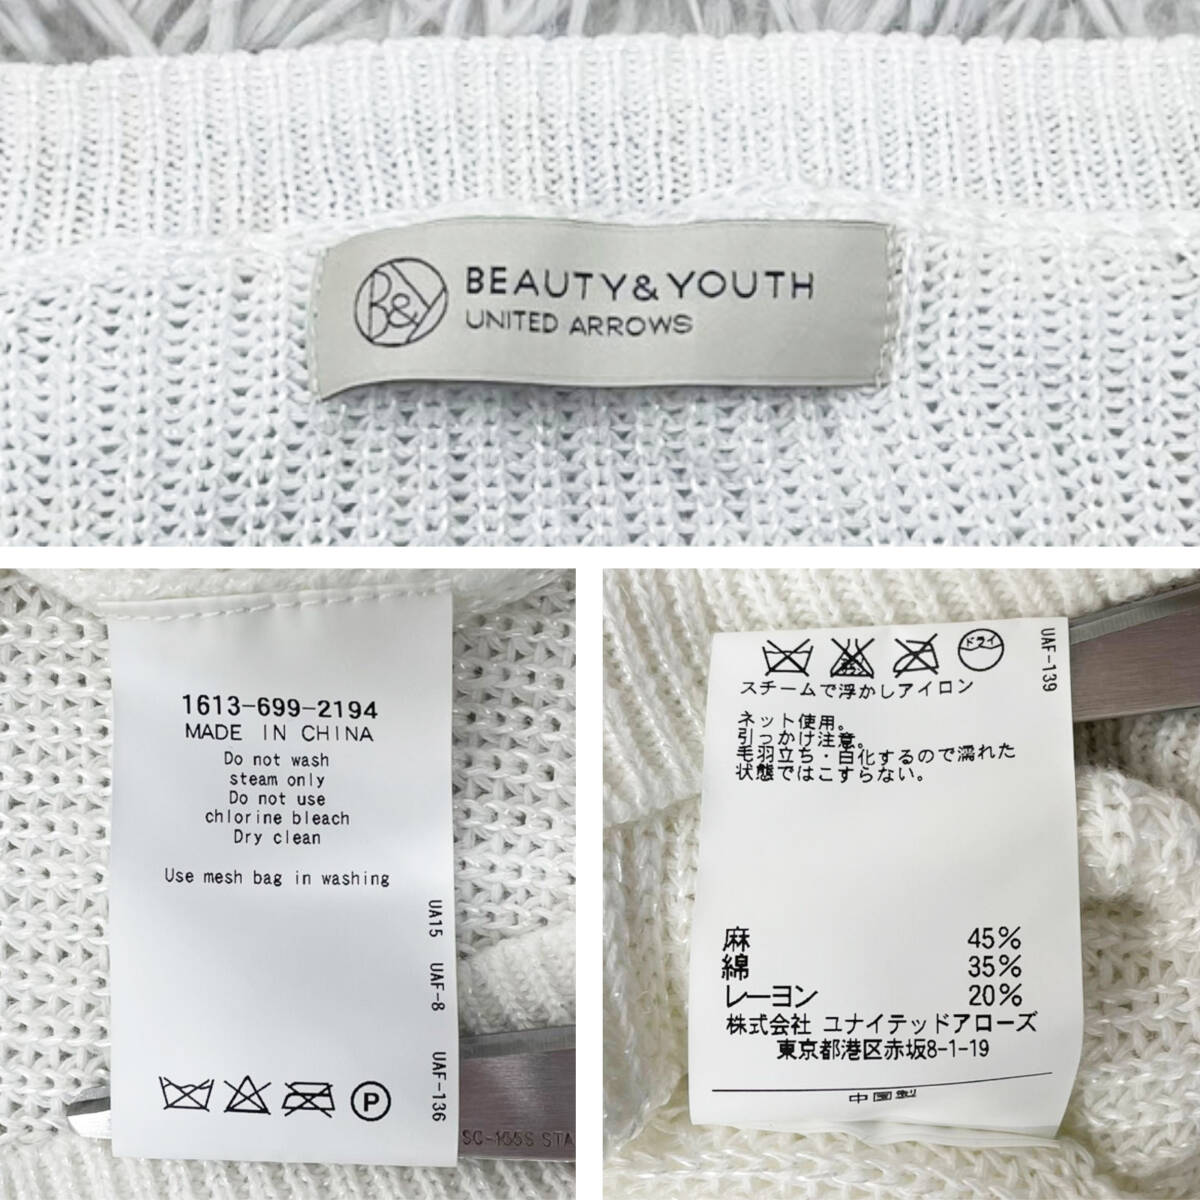 B&Y
BEAUTY & YOUTH
UNITED ARROWS
1613-699-2194
MADE IN CHINA
Do not wash
steam only
Do not use
chlorine bleach
Dry clean
Use mesh bag in washing
UA15 UAF-8 UAF-136
P
SC-155S STA
ドライ
UAF-139
スチームで浮かしアイロン
ネット使用。
引っかけ注意。
毛羽立ち・白化するので濡れた
状態ではこすらない。
麻 45%
綿 35%
レーヨン 20%
株式会社 ユナイテッドアローズ
東京都港区赤坂8-1-19
中国製